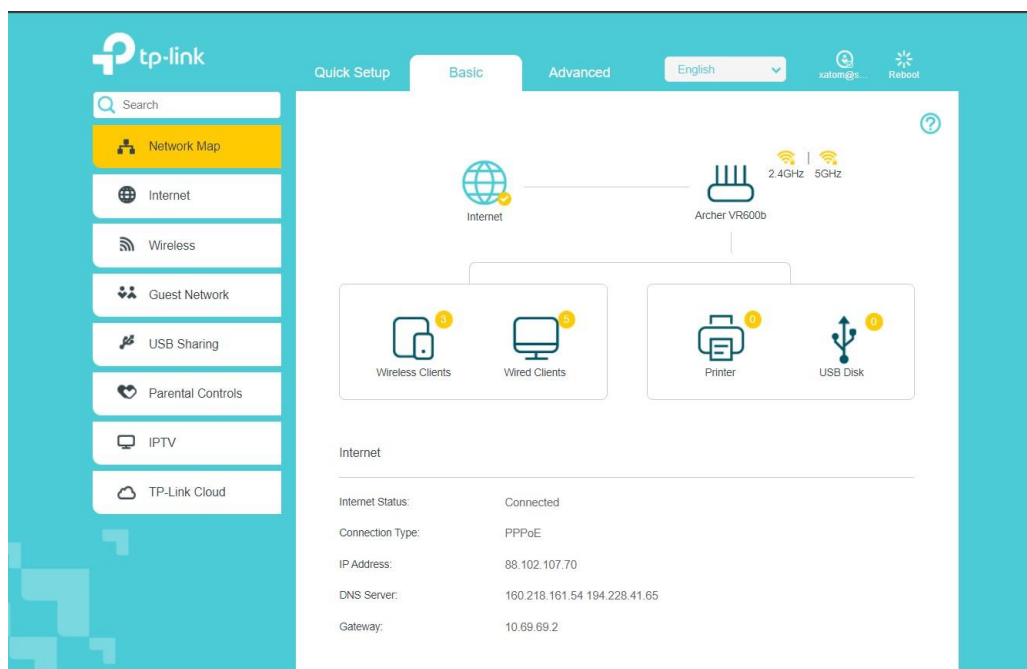 tp-link
Quick Setup Basic Advanced English xatom@s... Reboot
Search
Network Map
Internet
Wireless
Guest Network
USB Sharing
Parental Controls
IPTV
TP-Link Cloud
2.4GHz | 5GHz
Internet Archer VR600b
3 5 0 0
Wireless Clients Wired Clients Printer USB Disk
Internet
Internet Status: Connected
Connection Type: PPPoE
IP Address: 88.102.107.70
DNS Server: 160.218.161.54 194.228.41.65
Gateway: 10.69.69.2